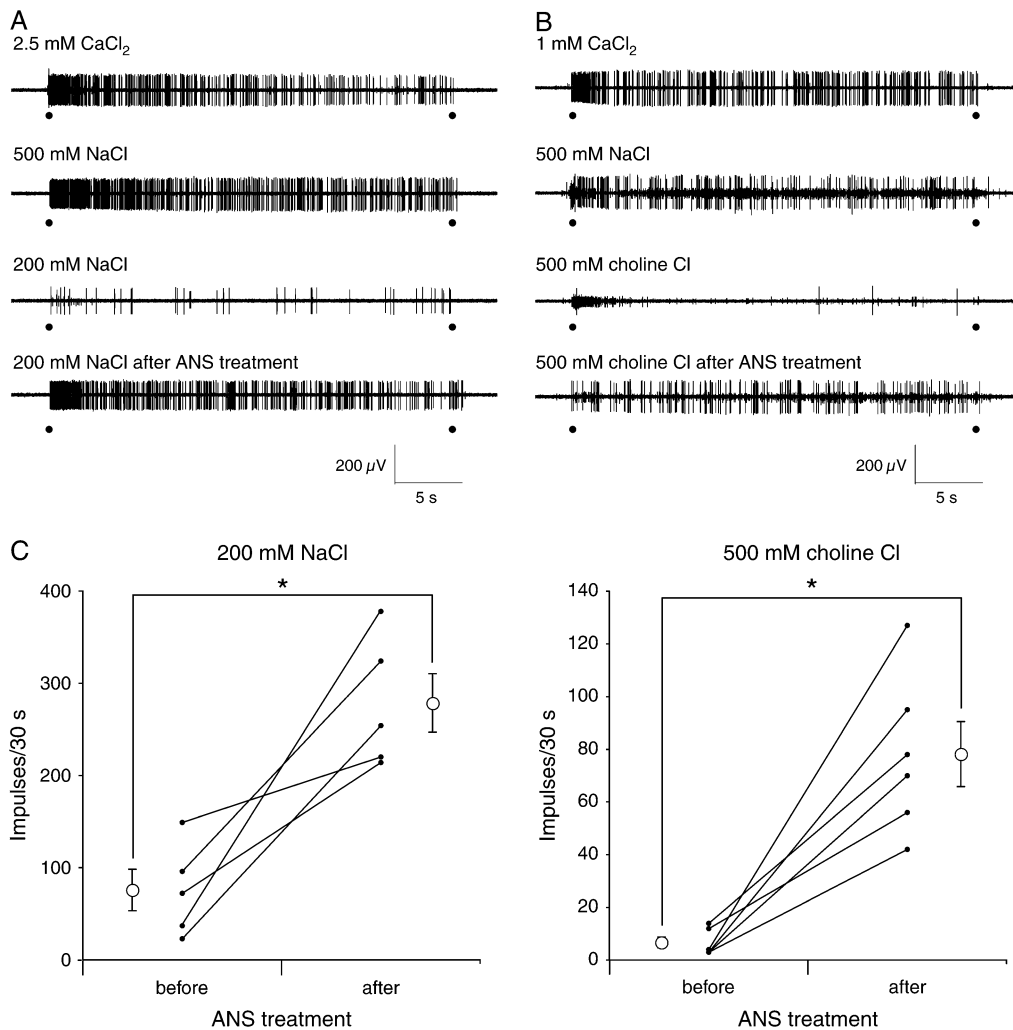 A
2.5 mM CaCl2
500 mM NaCl
200 mM NaCl
200 mM NaCl after ANS treatment
200 µV
5 s
B
1 mM CaCl2
500 mM NaCl
500 mM choline Cl
500 mM choline Cl after ANS treatment
200 µV
5 s
C
200 mM NaCl
*
400
300
200
100
0
Impulses/30 s
before
after
ANS treatment
500 mM choline Cl
*
140
120
100
80
60
40
20
0
Impulses/30 s
before
after
ANS treatment